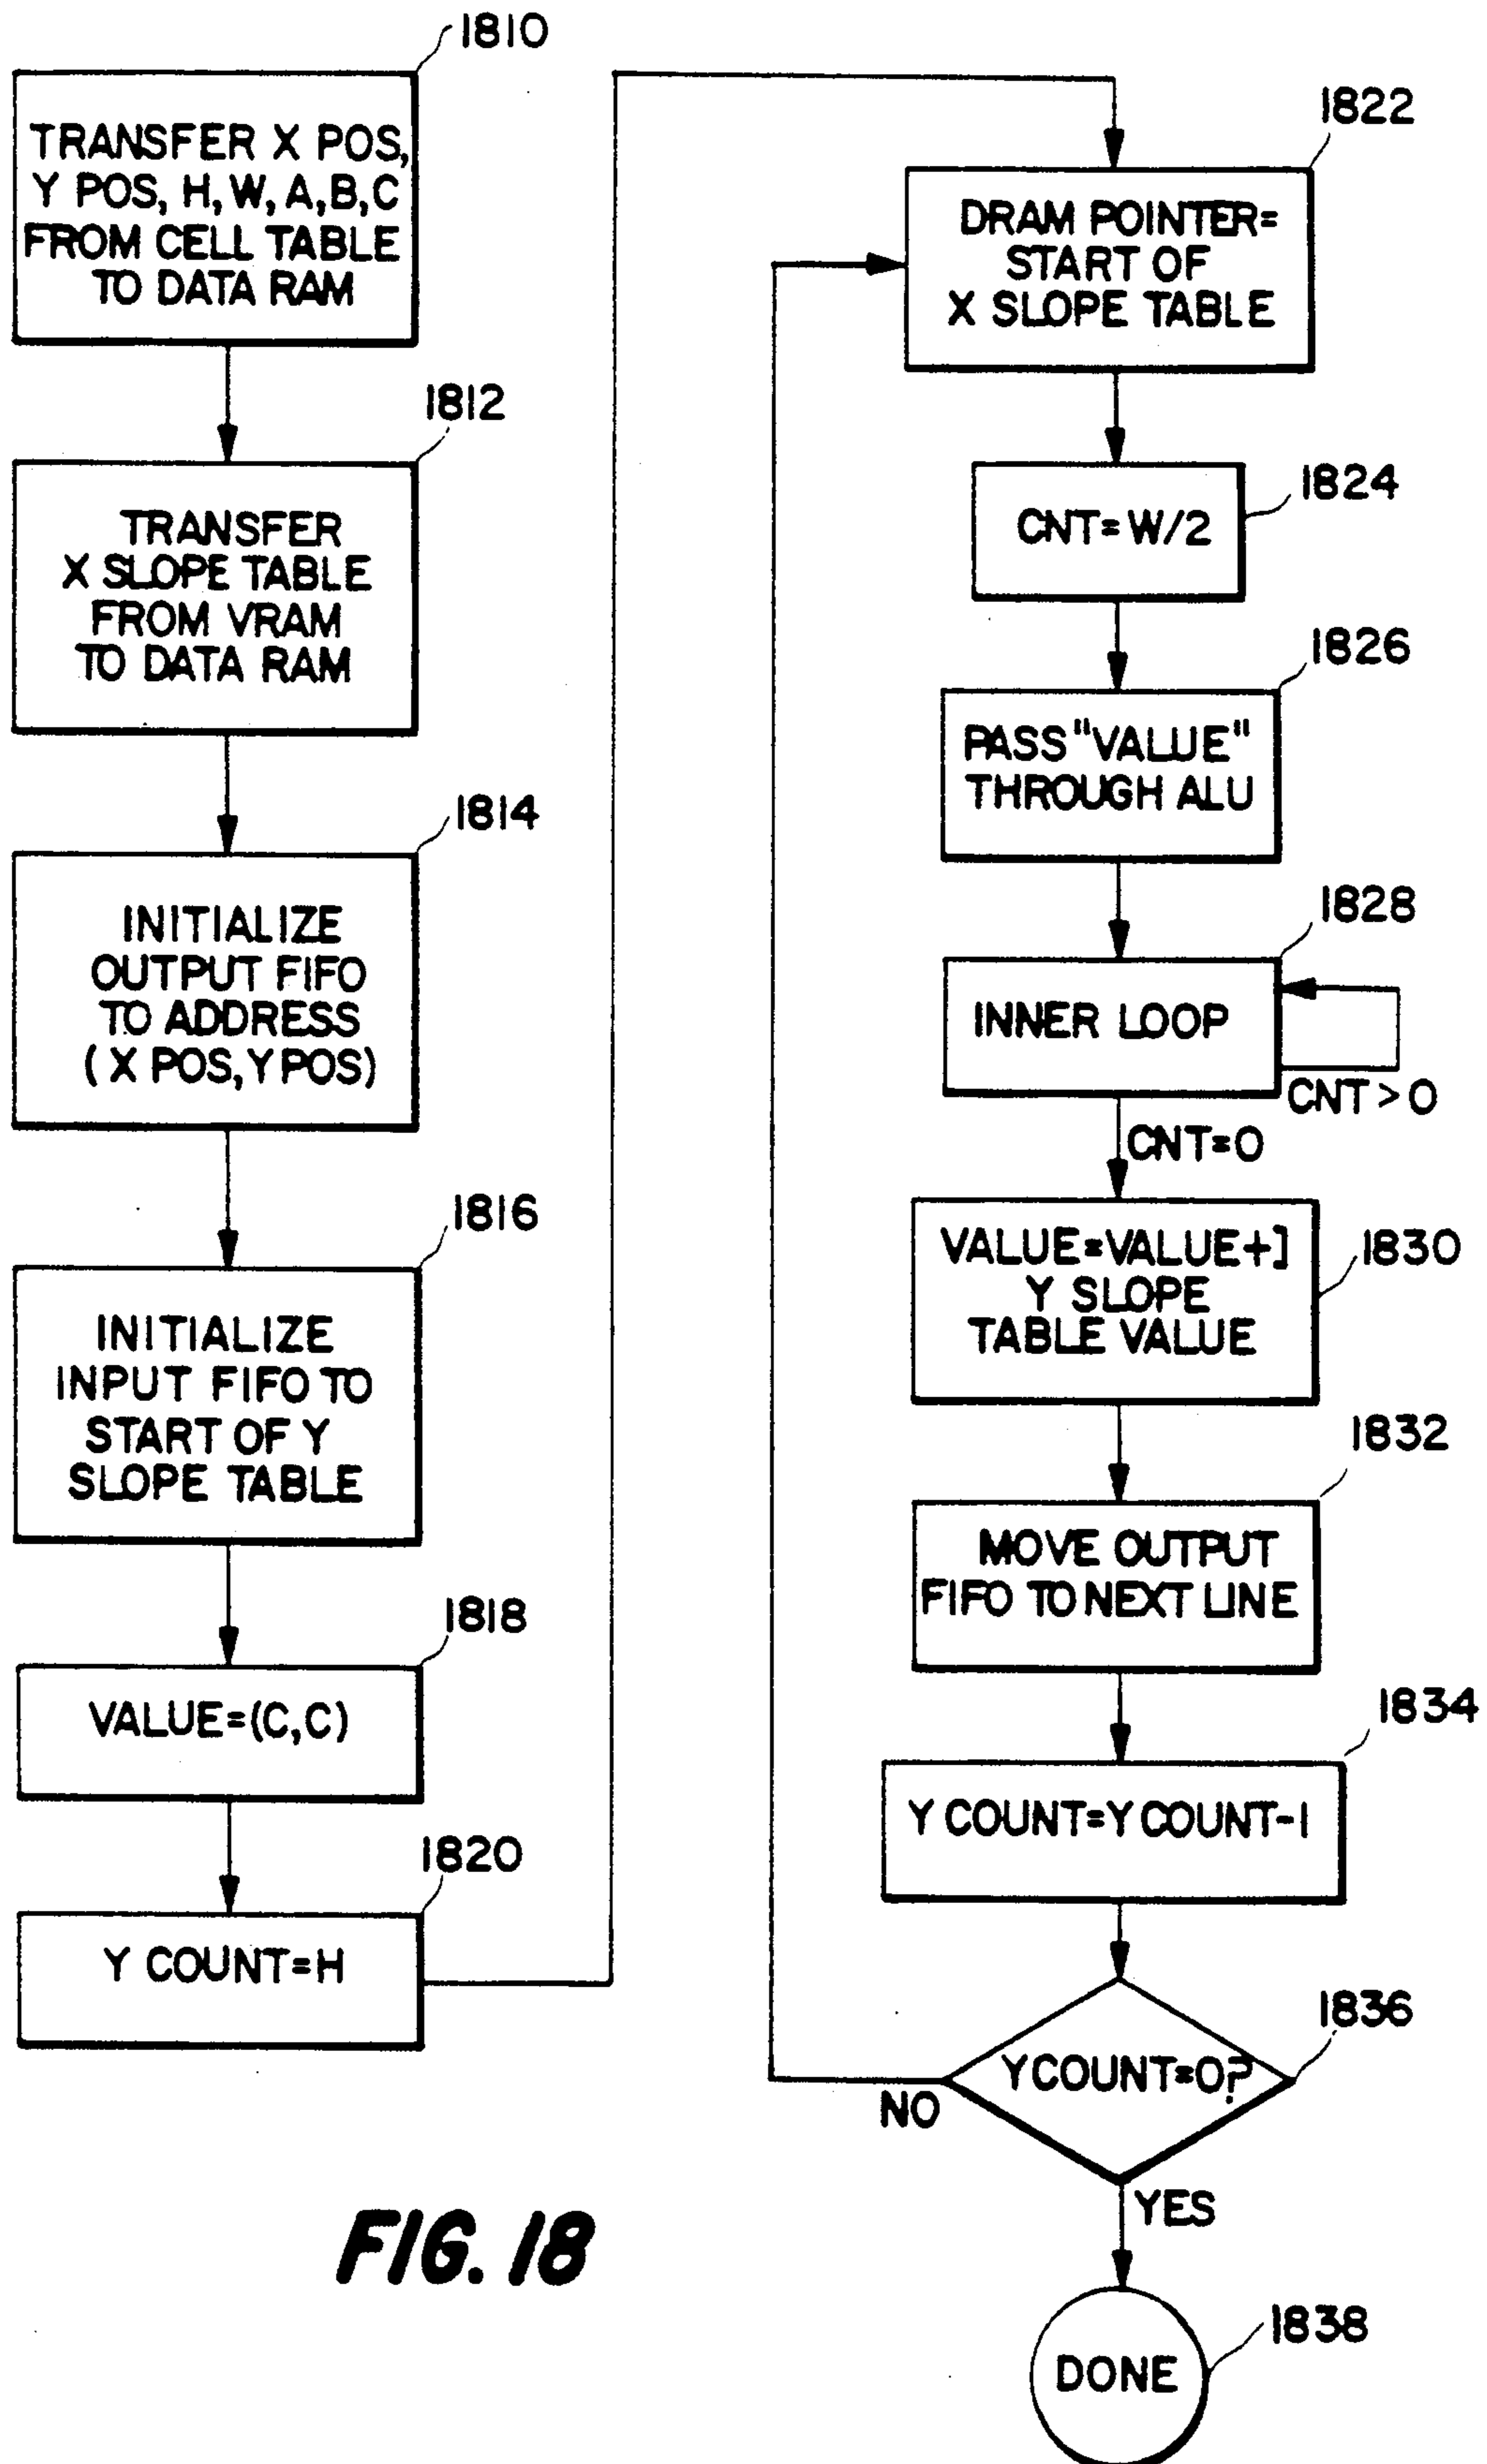 1810
TRANSFER X POS,
Y POS, H, W, A, B, C
FROM CELL TABLE
TO DATA RAM
1812
TRANSFER
X SLOPE TABLE
FROM VRAM
TO DATA RAM
1814
INITIALIZE
OUTPUT FIFO
TO ADDRESS
(X POS, Y POS)
1816
INITIALIZE
INPUT FIFO TO
START OF Y
SLOPE TABLE
1818
VALUE=(C,C)
1820
Y COUNT=H
1822
DRAM POINTER=
START OF
X SLOPE TABLE
1824
CNT=W/2
1826
PASS "VALUE"
THROUGH ALU
1828
INNER LOOP
CNT>0
CNT=0
1830
VALUE=VALUE+]
Y SLOPE
TABLE VALUE
1832
MOVE OUTPUT
FIFO TO NEXT LINE
1834
Y COUNT=Y COUNT-1
1836
Y COUNT=0?
NO
YES
1838
DONE
FIG. 18